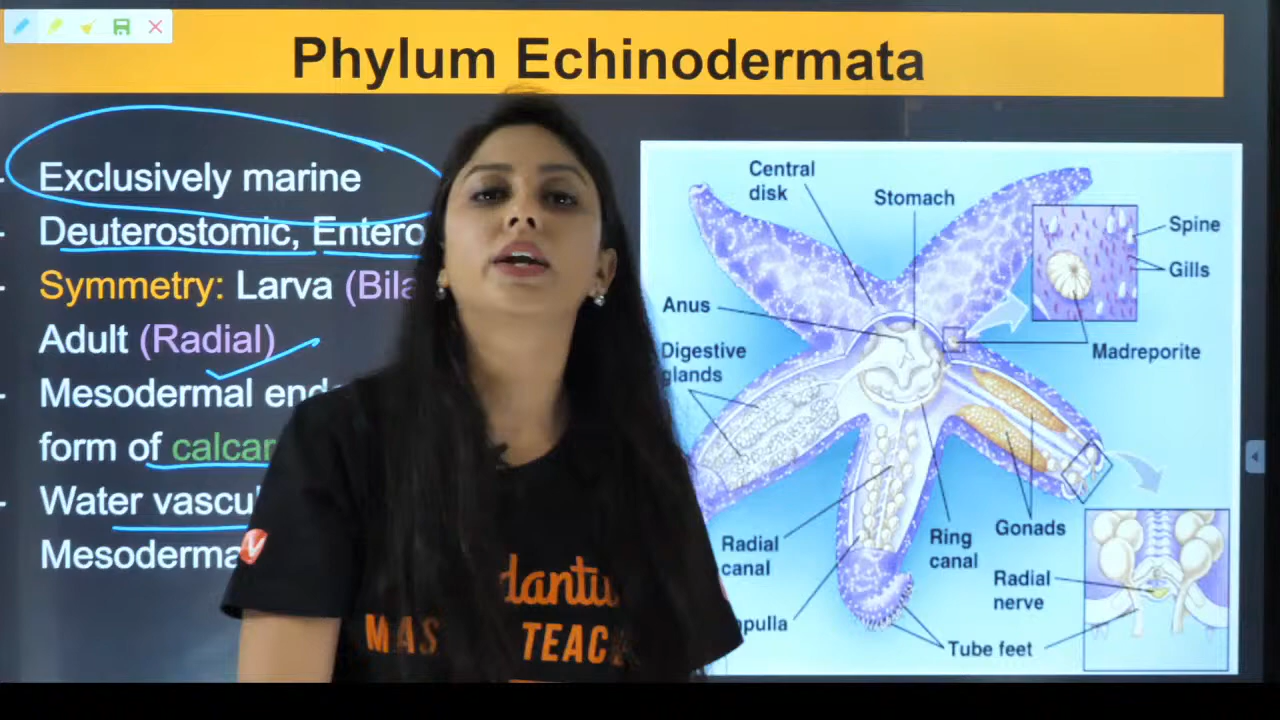 Phylum Echinodermata
Exclusively marine
Deuterostomic, Entero
Symmetry: Larva (Bila
Adult (Radial)
Mesodermal end
form of calcar
Water vascul
Mesoderma
Central
disk
Stomach
Spine
Gills
Anus
Madreporite
Digestive
glands
Gonads
Ring
canal
Radial
canal
Radial
nerve
pulla
Tube feet
dantu
MAS TEAC